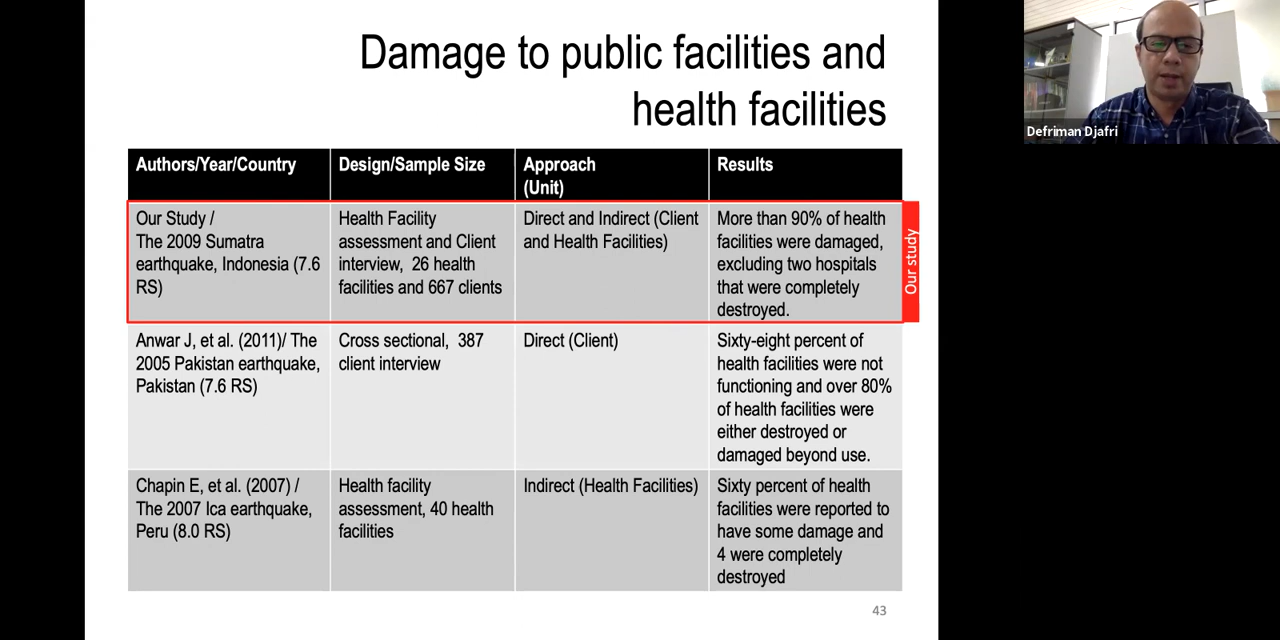 Damage to public facilities and
health facilities
Defriman Djafri
Authors/Year/Country
Design/Sample Size
Approach
(Unit)
Results
Our Study /
The 2009 Sumatra
earthquake, Indonesia (7.6
RS)
Health Facility
assessment and Client
interview,  26 health
facilities and 667 clients
Direct and Indirect (Client
and Health Facilities)
More than 90% of health
facilities were damaged,
excluding two hospitals
that were completely
destroyed.
Our study
Anwar J, et al. (2011)/ The
2005 Pakistan earthquake,
Pakistan (7.6 RS)
Cross sectional,  387
client interview
Direct (Client)
Sixty-eight percent of
health facilities were not
functioning and over 80%
of health facilities were
either destroyed or
damaged beyond use.
Chapin E, et al. (2007) /
The 2007 Ica earthquake,
Peru (8.0 RS)
Health facility
assessment, 40 health
facilities
Indirect (Health Facilities)
Sixty percent of health
facilities were reported to
have some damage and
4 were completely
destroyed
43